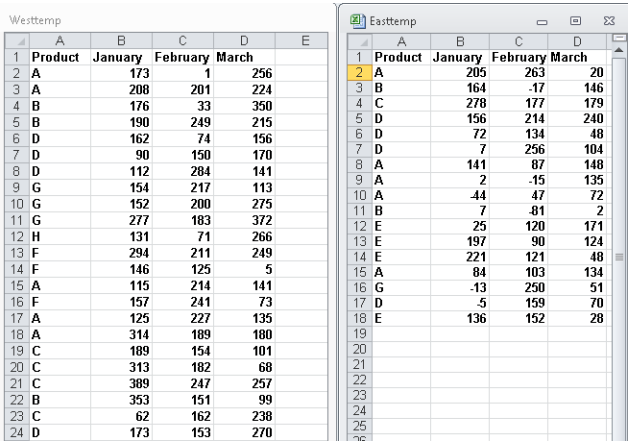 Westtemp
A B C D E
1 Product January February March
2 A 173 1 256
3 A 208 201 224
4 B 176 33 350
5 B 190 249 215
6 D 162 74 156
7 D 90 150 170
8 D 112 284 141
9 G 154 217 113
10 G 152 200 275
11 G 277 183 372
12 H 131 71 266
13 F 294 211 249
14 F 146 125 5
15 A 115 214 141
16 F 157 241 73
17 A 125 227 135
18 A 314 189 180
19 C 189 154 101
20 C 313 182 68
21 C 389 247 257
22 B 353 151 99
23 C 62 162 238
24 D 173 153 270
Easttemp
A B C D
1 Product January February March
2 A 205 263 20
3 B 164 -17 146
4 C 278 177 179
5 D 156 214 240
6 D 72 134 48
7 D 7 256 104
8 A 141 87 148
9 A 2 -15 135
10 A -44 47 72
11 B 7 -81 2
12 E 25 120 171
13 E 197 90 124
14 E 221 121 48
15 A 84 103 134
16 G -13 250 51
17 D -5 159 70
18 E 136 152 28
19
20
21
22
23
24
25